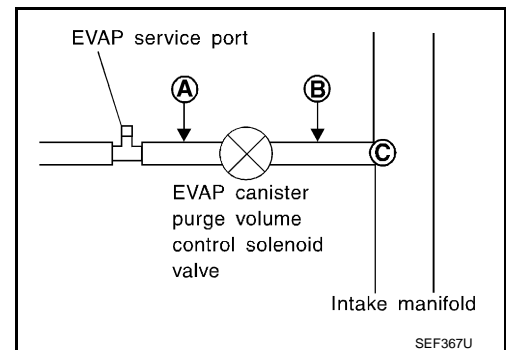 EVAP service port
A
B
C
EVAP canister
purge volume
control solenoid
valve
Intake manifold
SEF367U